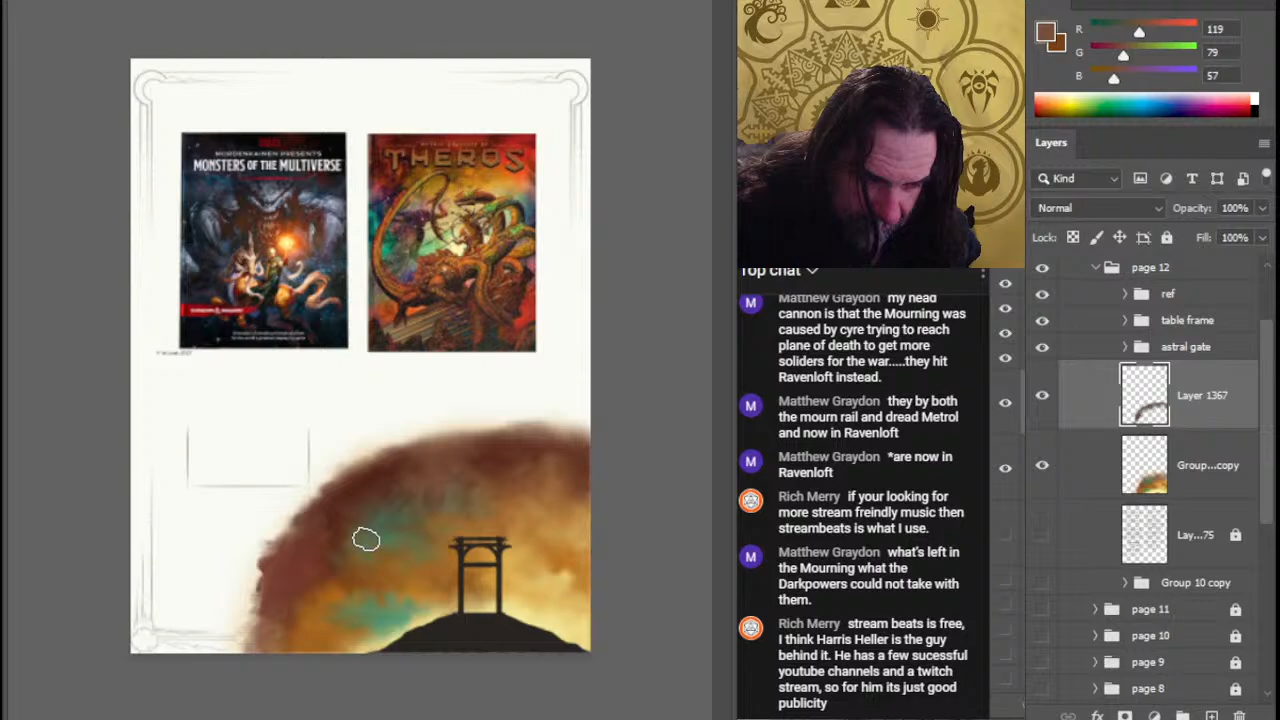 MORDENKAINEN PRESENTS
MONSTERS OF THE MULTIVERSE
THEROS
DUNGEONS & DRAGONS
Top chat
Matthew Graydon my head
cannon is that the Mourning was
caused by cyre trying to reach
plane of death to get more
soliders for the war.....they hit
Ravenloft instead.
Matthew Graydon they by both
the mourn rail and dread Metrol
and now in Ravenloft
Matthew Graydon *are now in
Ravenloft
Rich Merry if your looking for
more stream freindly music then
streambeats is what I use.
Matthew Graydon what's left in
the Mourning what the
Darkpowers could not take with
them.
Rich Merry stream beats is free,
I think Harris Heller is the guy
behind it. He has a few sucessful
youtube channels and a twitch
stream, so for him its just good
publicity
M
M
M
M
R 119
G 79
B 57
Layers
Kind
Normal Opacity: 100%
Lock: Fill: 100%
page 12
ref
table frame
astral gate
Layer 1367
Group...copy
Lay...75
Group 10 copy
page 11
page 10
page 9
page 8
fx